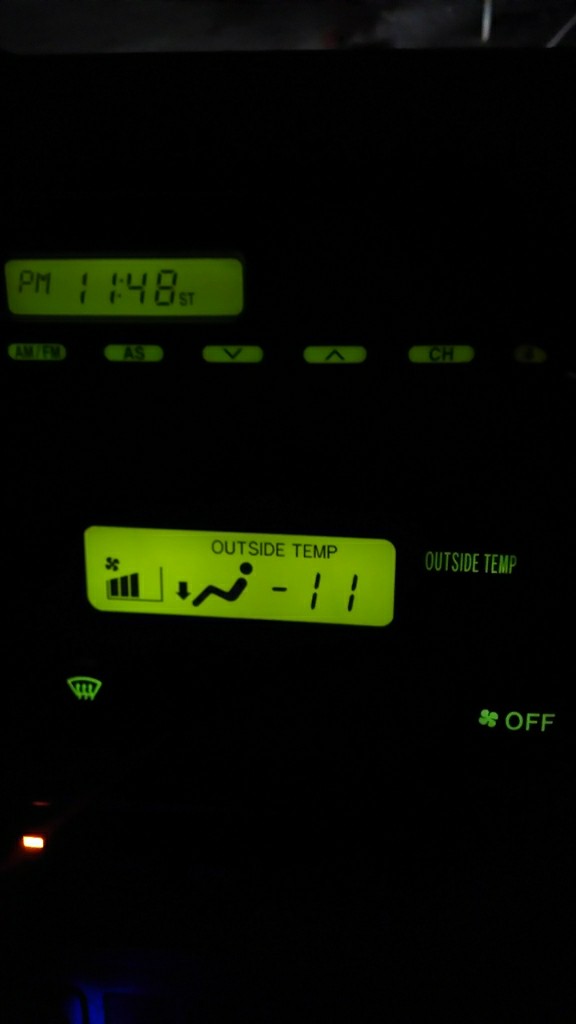 PM 11:48 ST
AM/FM AS CH
OUTSIDE TEMP
-11
OUTSIDE TEMP
OFF